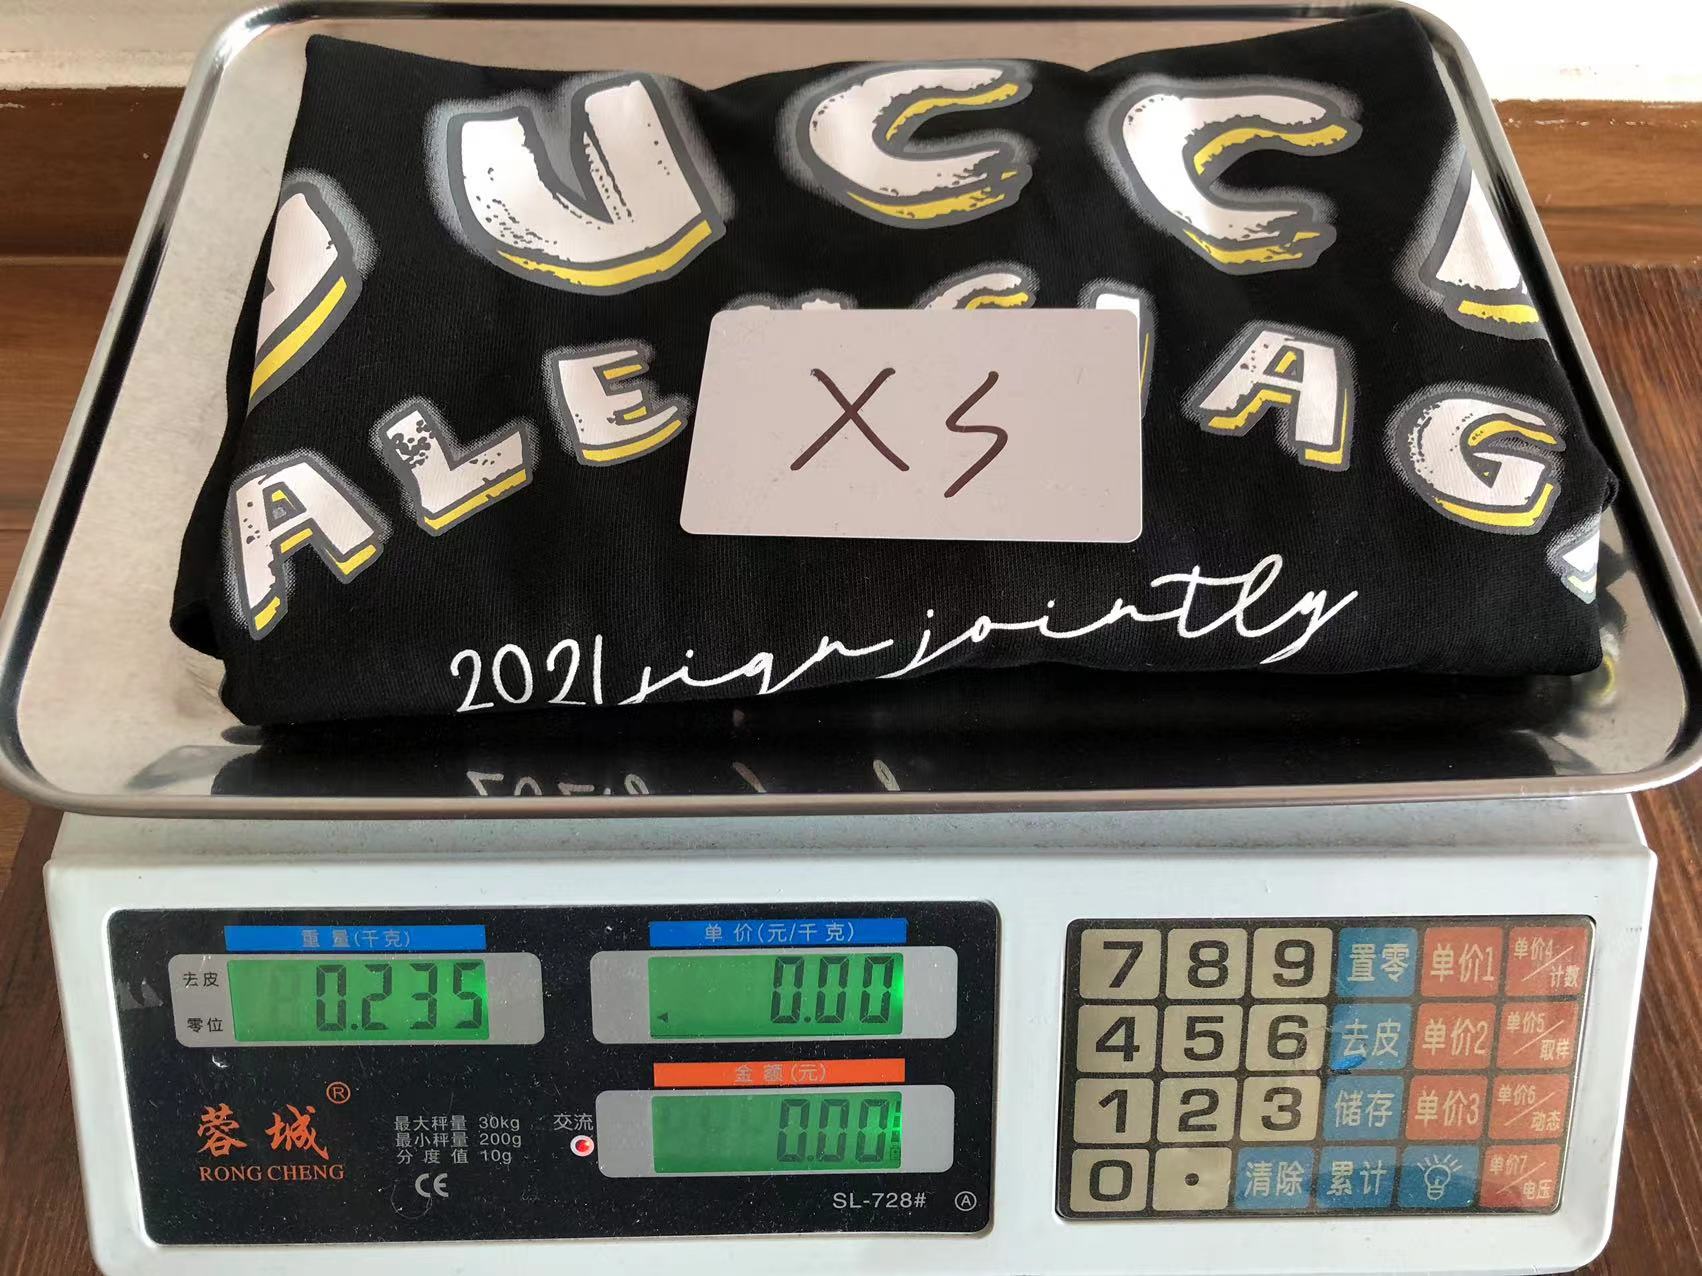 UCC
ALE
AG
XS
2021 sign jointly
重量(千克)
单价(元/千克)
去皮
零位
0.235
0.00
金额(元)
0.00
交流
蓉城®
RONG CHENG
最大秤量 30kg
最小秤量 200g
分度值 10g
CE
SL-728# Ⓐ
7 8 9 置零 单价1 单价4/计数
4 5 6 去皮 单价2 单价5/取样
1 2 3 储存 单价3 单价6/动态
0 . 清除 累计 单价7/电压